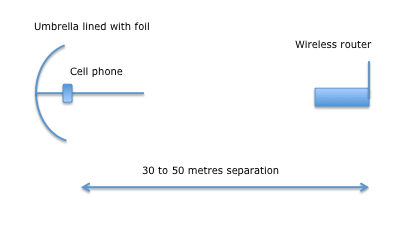 Umbrella lined with foil
Wireless router
Cell phone
30 to 50 metres separation